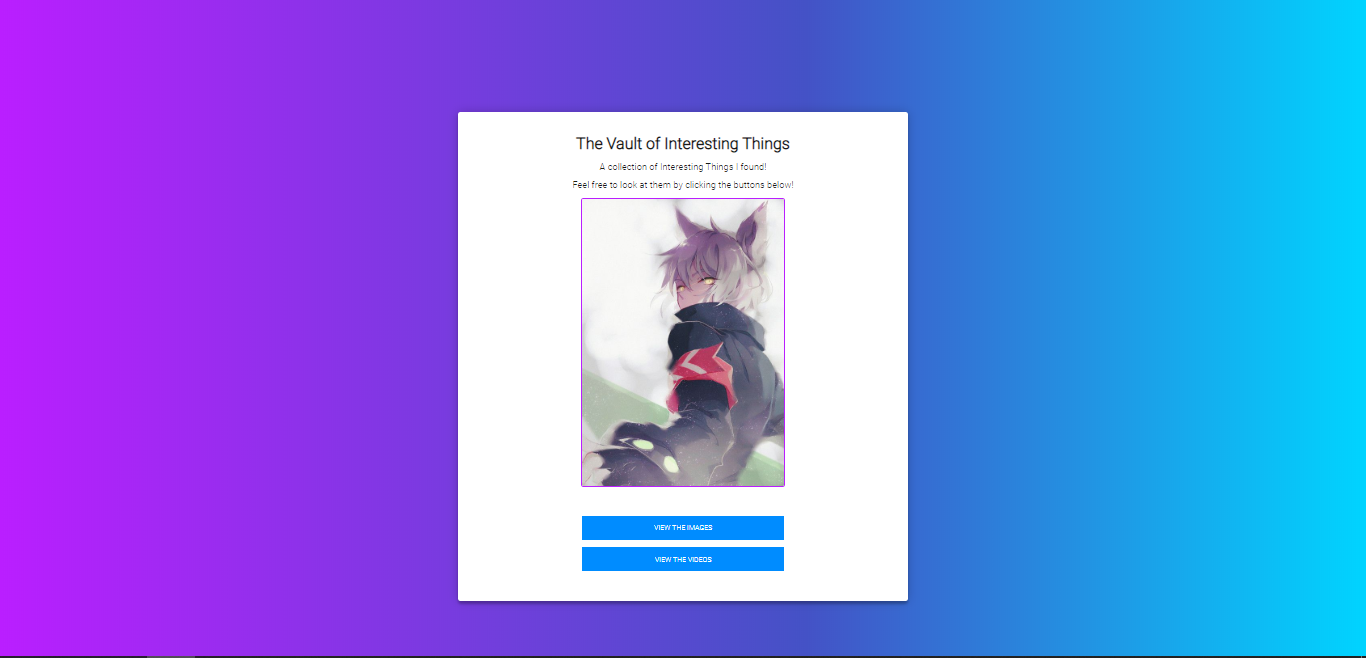 The Vault of Interesting Things
A collection of Interesting Things I found!
Feel free to look at them by clicking the buttons below!
VIEW THE IMAGES
VIEW THE VIDEOS